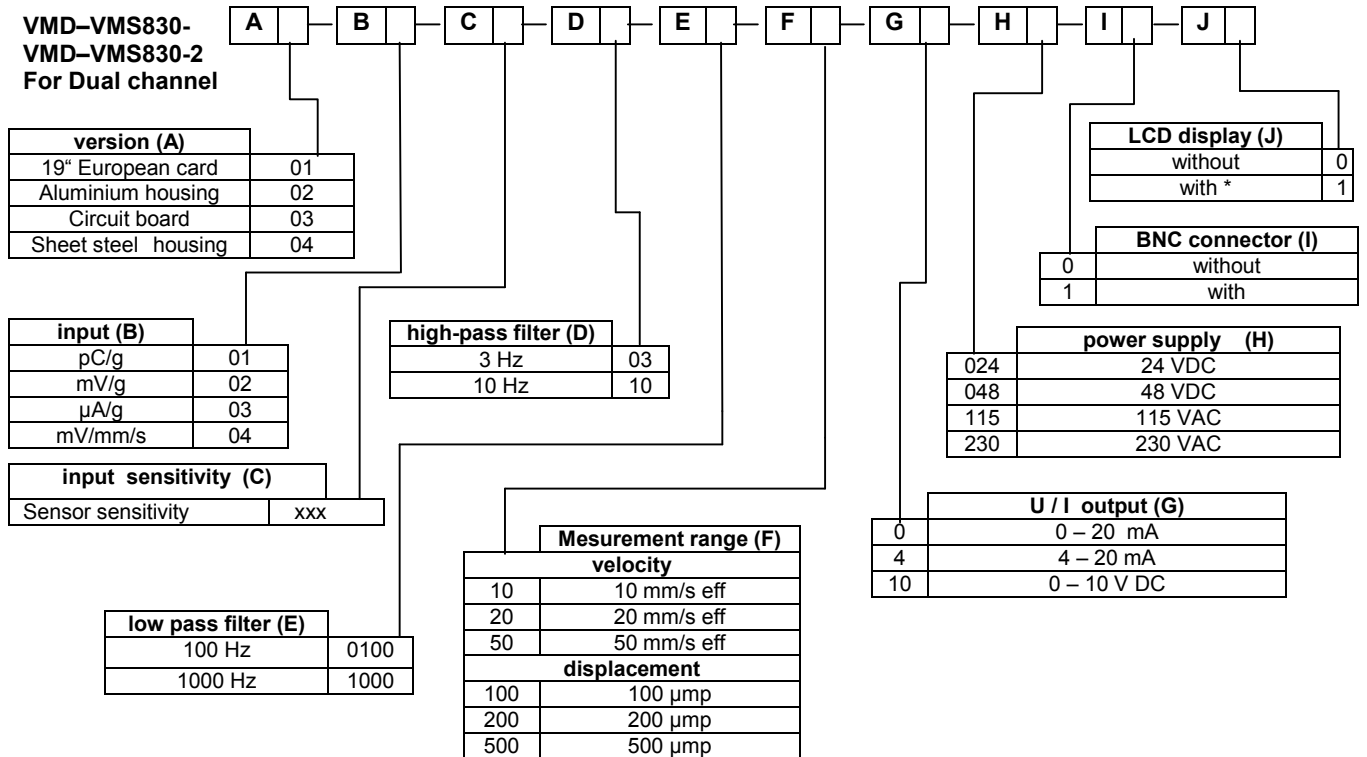 VMD–VMS830-
VMD–VMS830-2
For Dual channel
A B C D E F G H I J
version (A)
19“ European card 01
Aluminium housing 02
Circuit board 03
Sheet steel housing 04
input (B)
pC/g 01
mV/g 02
µA/g 03
mV/mm/s 04
input sensitivity (C)
Sensor sensitivity xxx
high-pass filter (D)
3 Hz 03
10 Hz 10
low pass filter (E)
100 Hz 0100
1000 Hz 1000
Mesurement range (F)
velocity
10 10 mm/s eff
20 20 mm/s eff
50 50 mm/s eff
displacement
100 100 µmp
200 200 µmp
500 500 µmp
LCD display (J)
without 0
with * 1
BNC connector (I)
0 without
1 with
power supply (H)
024 24 VDC
048 48 VDC
115 115 VAC
230 230 VAC
U / I output (G)
0 0 – 20 mA
4 4 – 20 mA
10 0 – 10 V DC